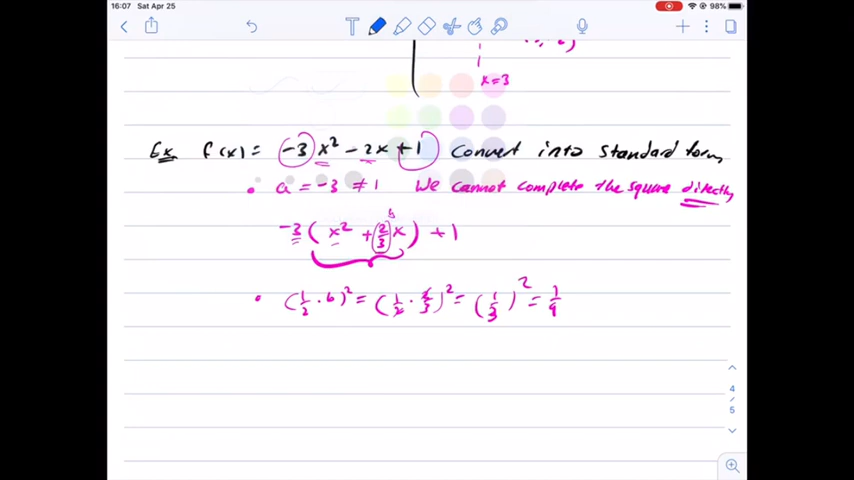 16:07 Sat Apr 25 98%
x=3
Ex f(x) = -3x² - 2x + 1 Convert into standard form
• a = -3 ≠ 1 We cannot complete the square directly
b
-3(x² + 2/3 x) + 1
• (1/2 · b)² = (1/2 · 2/3)² = (1/3)² = 1/9
4
5